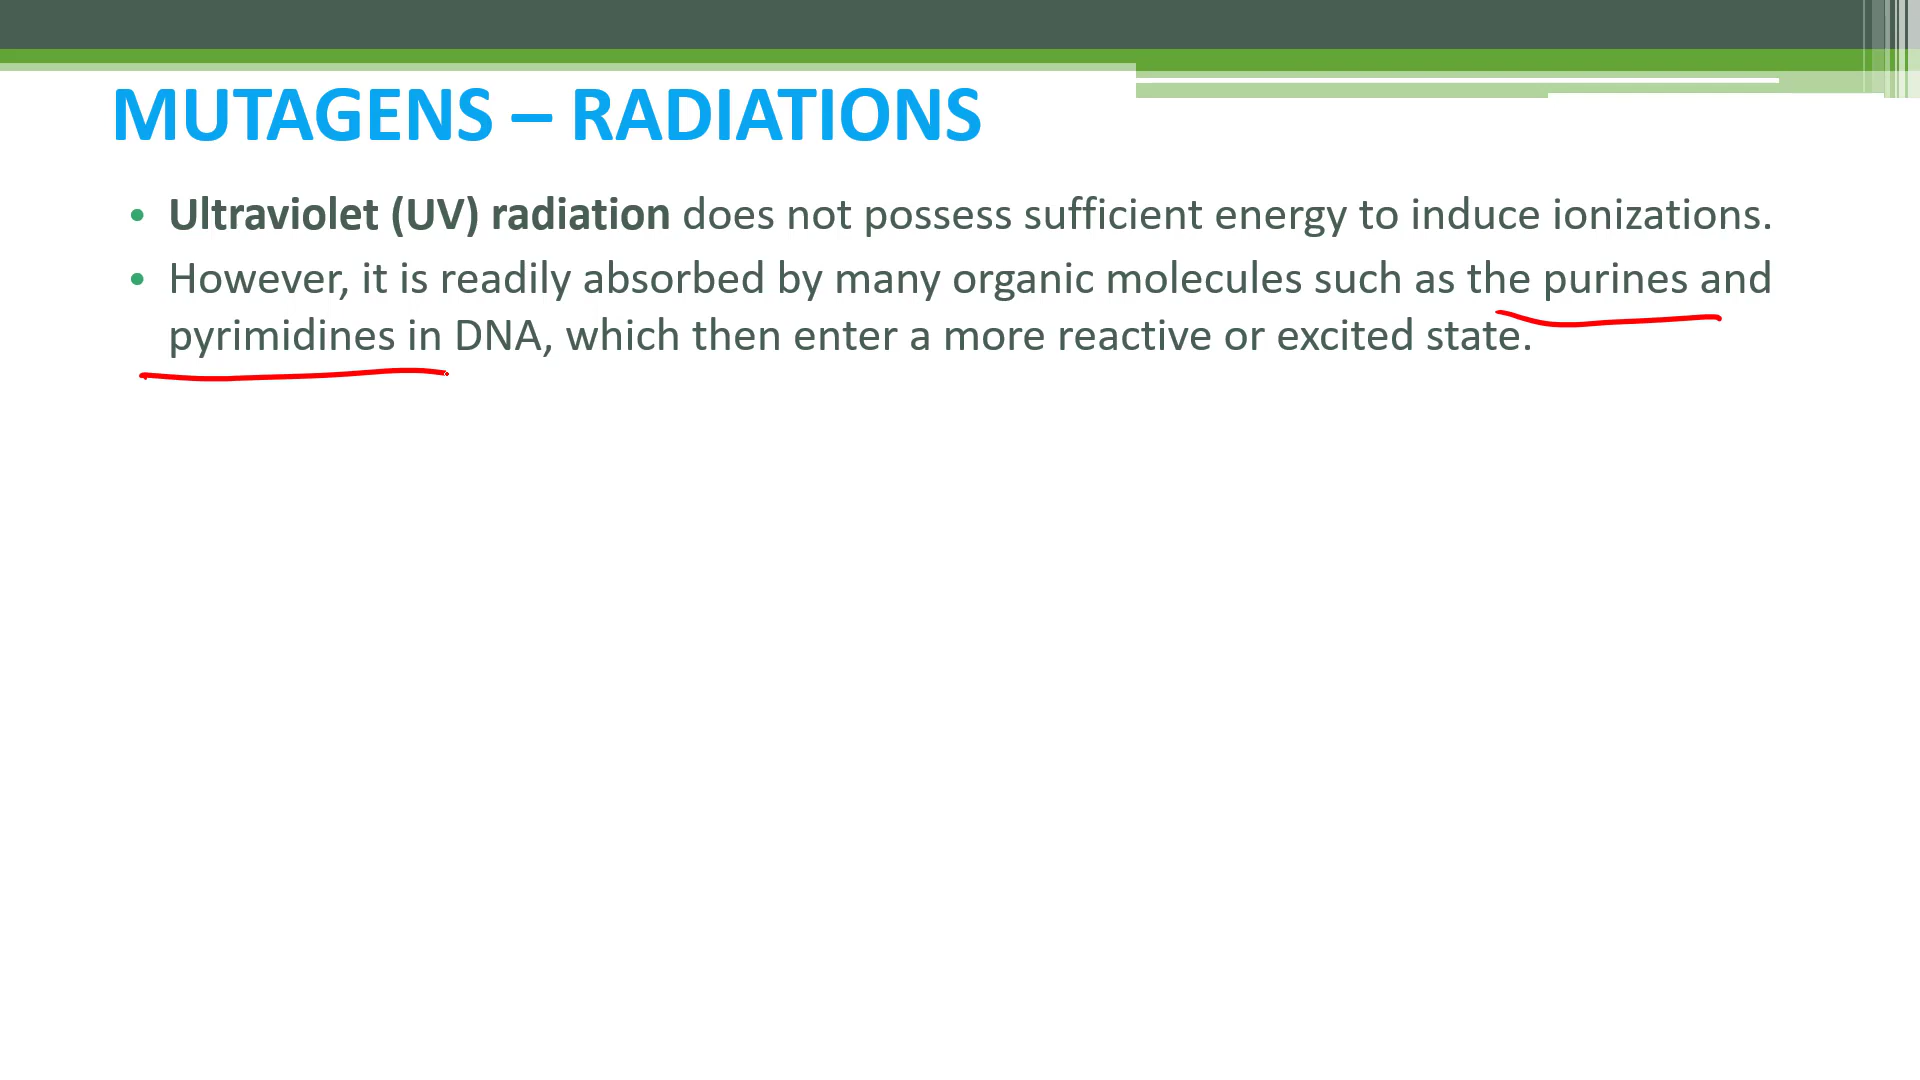 MUTAGENS – RADIATIONS
• Ultraviolet (UV) radiation does not possess sufficient energy to induce ionizations.
• However, it is readily absorbed by many organic molecules such as the purines and
pyrimidines in DNA, which then enter a more reactive or excited state.